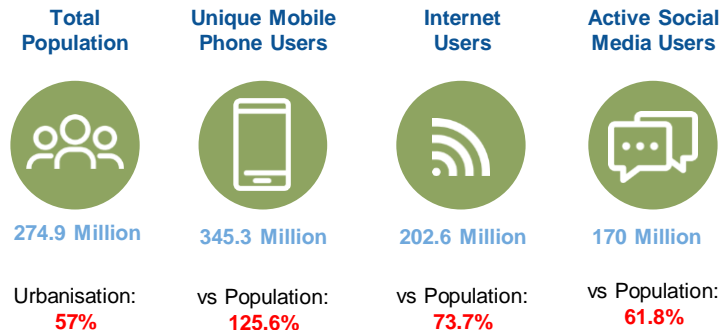 Total
Population
Unique Mobile
Phone Users
Internet
Users
Active Social
Media Users
274.9 Million
345.3 Million
202.6 Million
170 Million
Urbanisation:
57%
vs Population:
125.6%
vs Population:
73.7%
vs Population:
61.8%